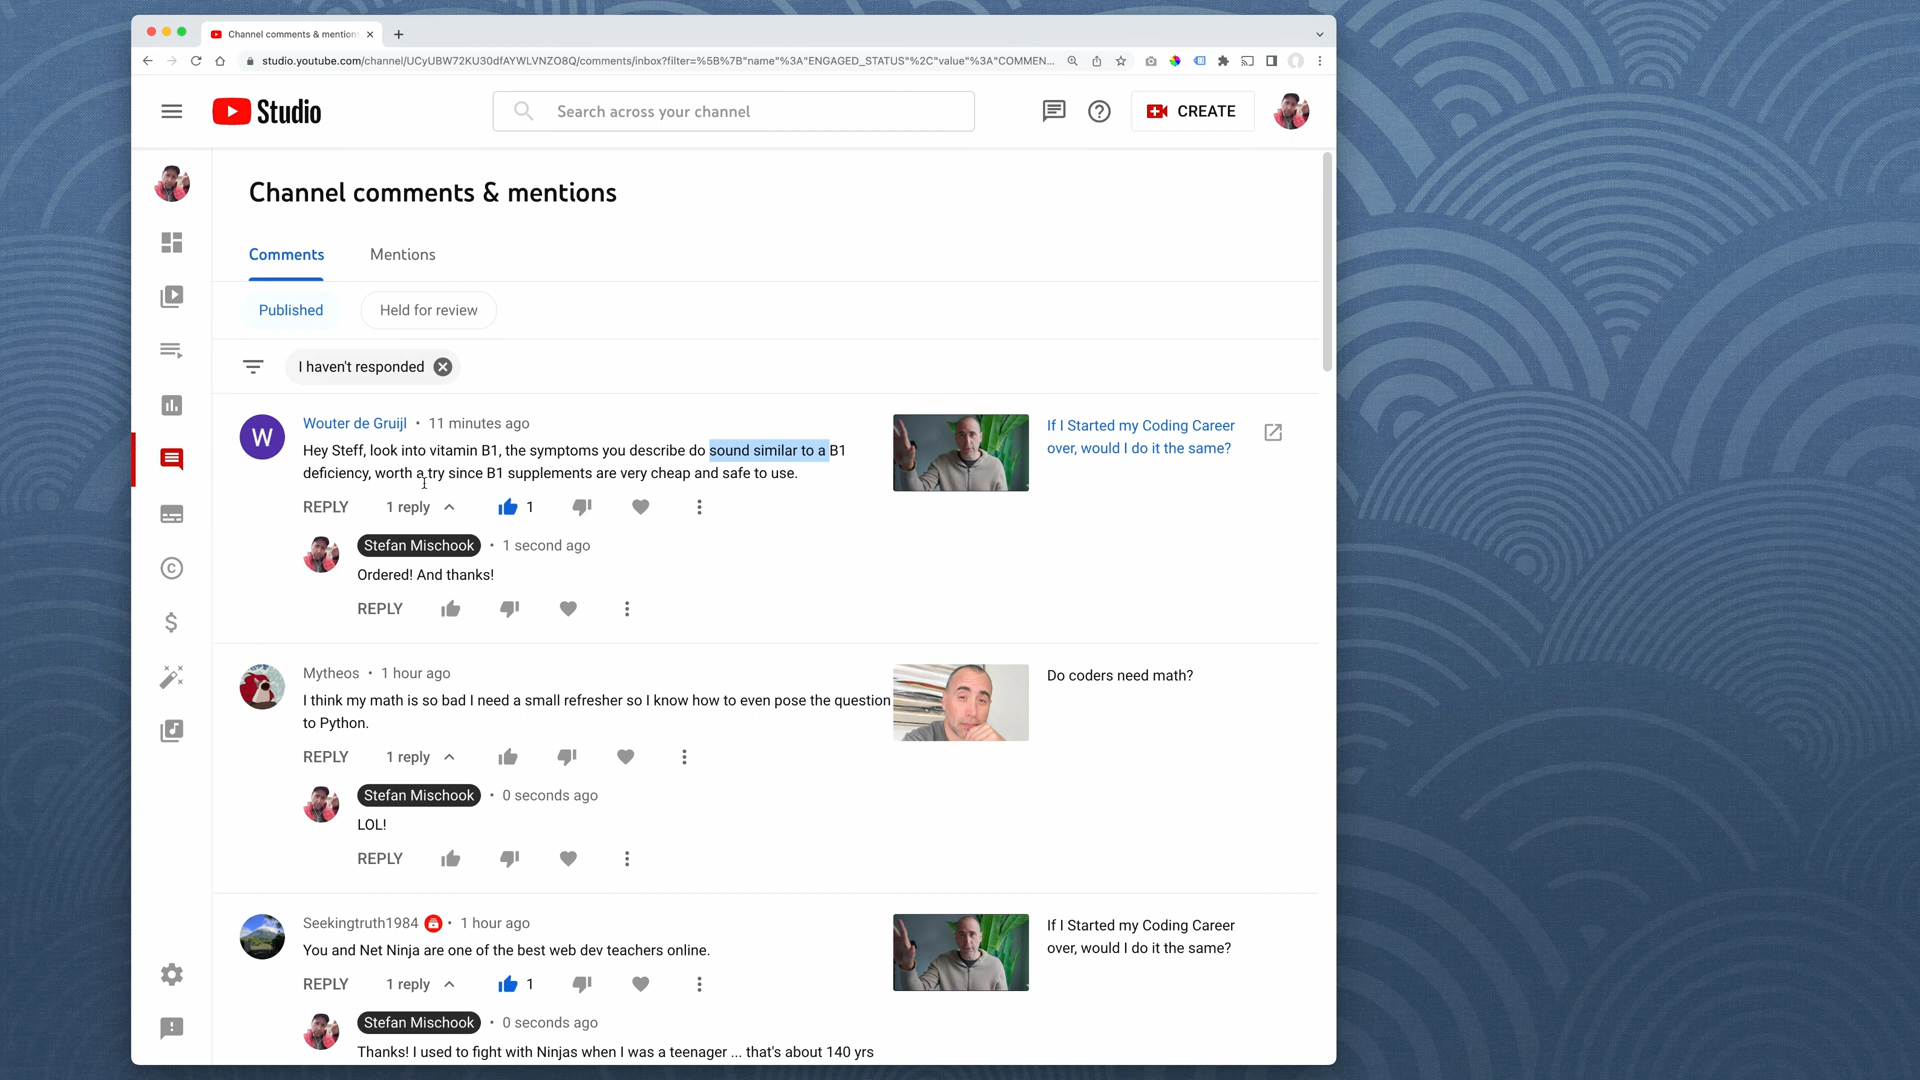 Channel comments & mention
studio.youtube.com/channel/UCyUBW72KU30dfAYWLVNZO8Q/comments/inbox?filter=%5B%7B"name"%3A"ENGAGED_STATUS"%2C"value"%3A"COMMEN...
Studio
Search across your channel
CREATE
Channel comments & mentions
Comments
Mentions
Published
Held for review
I haven't responded
W
Wouter de Gruijl • 11 minutes ago
Hey Steff, look into vitamin B1, the symptoms you describe do sound similar to a B1
deficiency, worth a try since B1 supplements are very cheap and safe to use.
REPLY 1 reply 1
If I Started my Coding Career
over, would I do it the same?
Stefan Mischook • 1 second ago
Ordered! And thanks!
REPLY
Mytheos • 1 hour ago
I think my math is so bad I need a small refresher so I know how to even pose the question
to Python.
REPLY 1 reply
Do coders need math?
Stefan Mischook • 0 seconds ago
LOL!
REPLY
Seekingtruth1984 • 1 hour ago
You and Net Ninja are one of the best web dev teachers online.
REPLY 1 reply 1
If I Started my Coding Career
over, would I do it the same?
Stefan Mischook • 0 seconds ago
Thanks! I used to fight with Ninjas when I was a teenager ... that's about 140 yrs